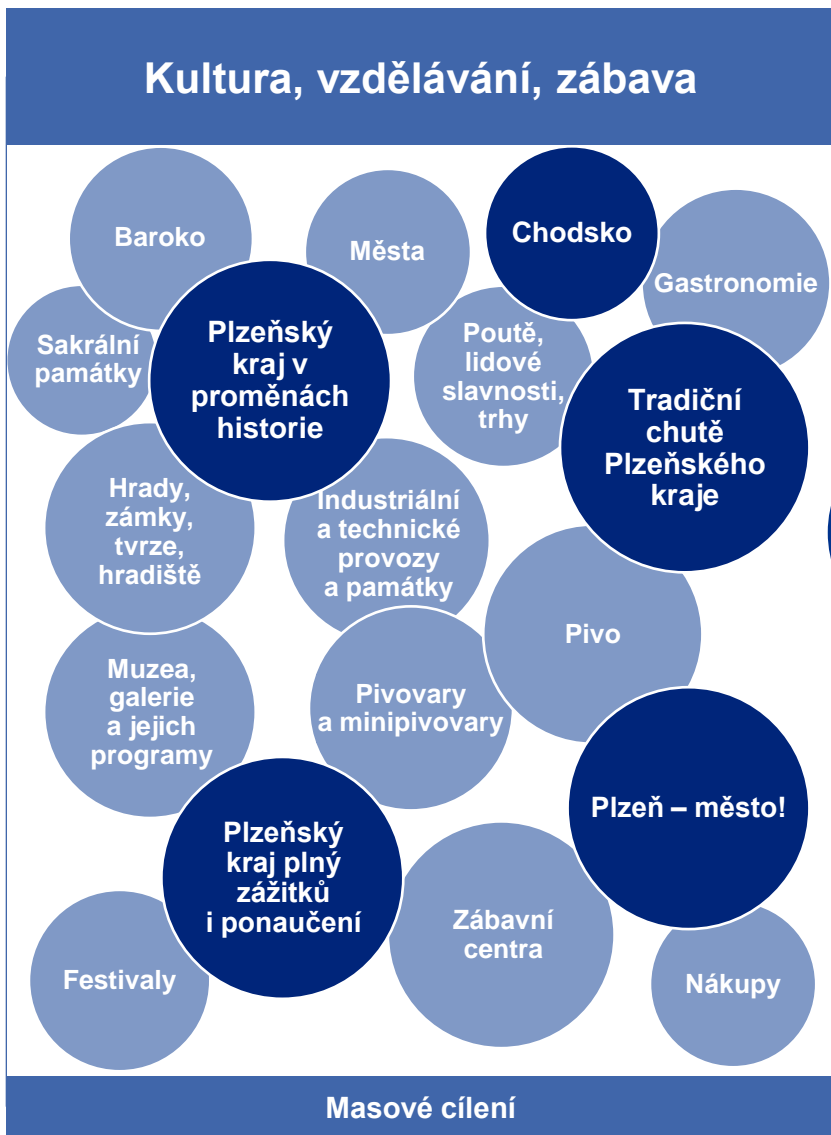 Kultura, vzdělávání, zábava
Baroko
Města
Chodsko
Gastronomie
Sakrální
památky
Plzeňský
kraj v
proměnách
historie
Poutě,
lidové
slavnosti,
trhy
Tradiční
chutě
Plzeňského
kraje
Hrady,
zámky,
tvrze,
hradiště
Industriální
a technické
provozy
a památky
Pivo
Muzea,
galerie
a jejich
programy
Pivovary
a minipivovary
Plzeň – město!
Plzeňský
kraj plný
zážitků
i ponaučení
Zábavní
centra
Festivaly
Nákupy
Masové cílení